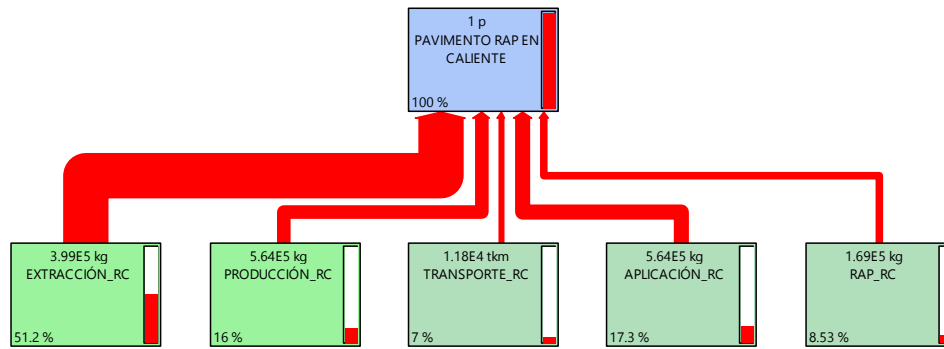 1 p
PAVIMENTO RAP EN
CALIENTE
100 %
3.99E5 kg
EXTRACCIÓN_RC
51.2 %
5.64E5 kg
PRODUCCIÓN_RC
16 %
1.18E4 tkm
TRANSPORTE_RC
7 %
5.64E5 kg
APLICACIÓN_RC
17.3 %
1.69E5 kg
RAP_RC
8.53 %